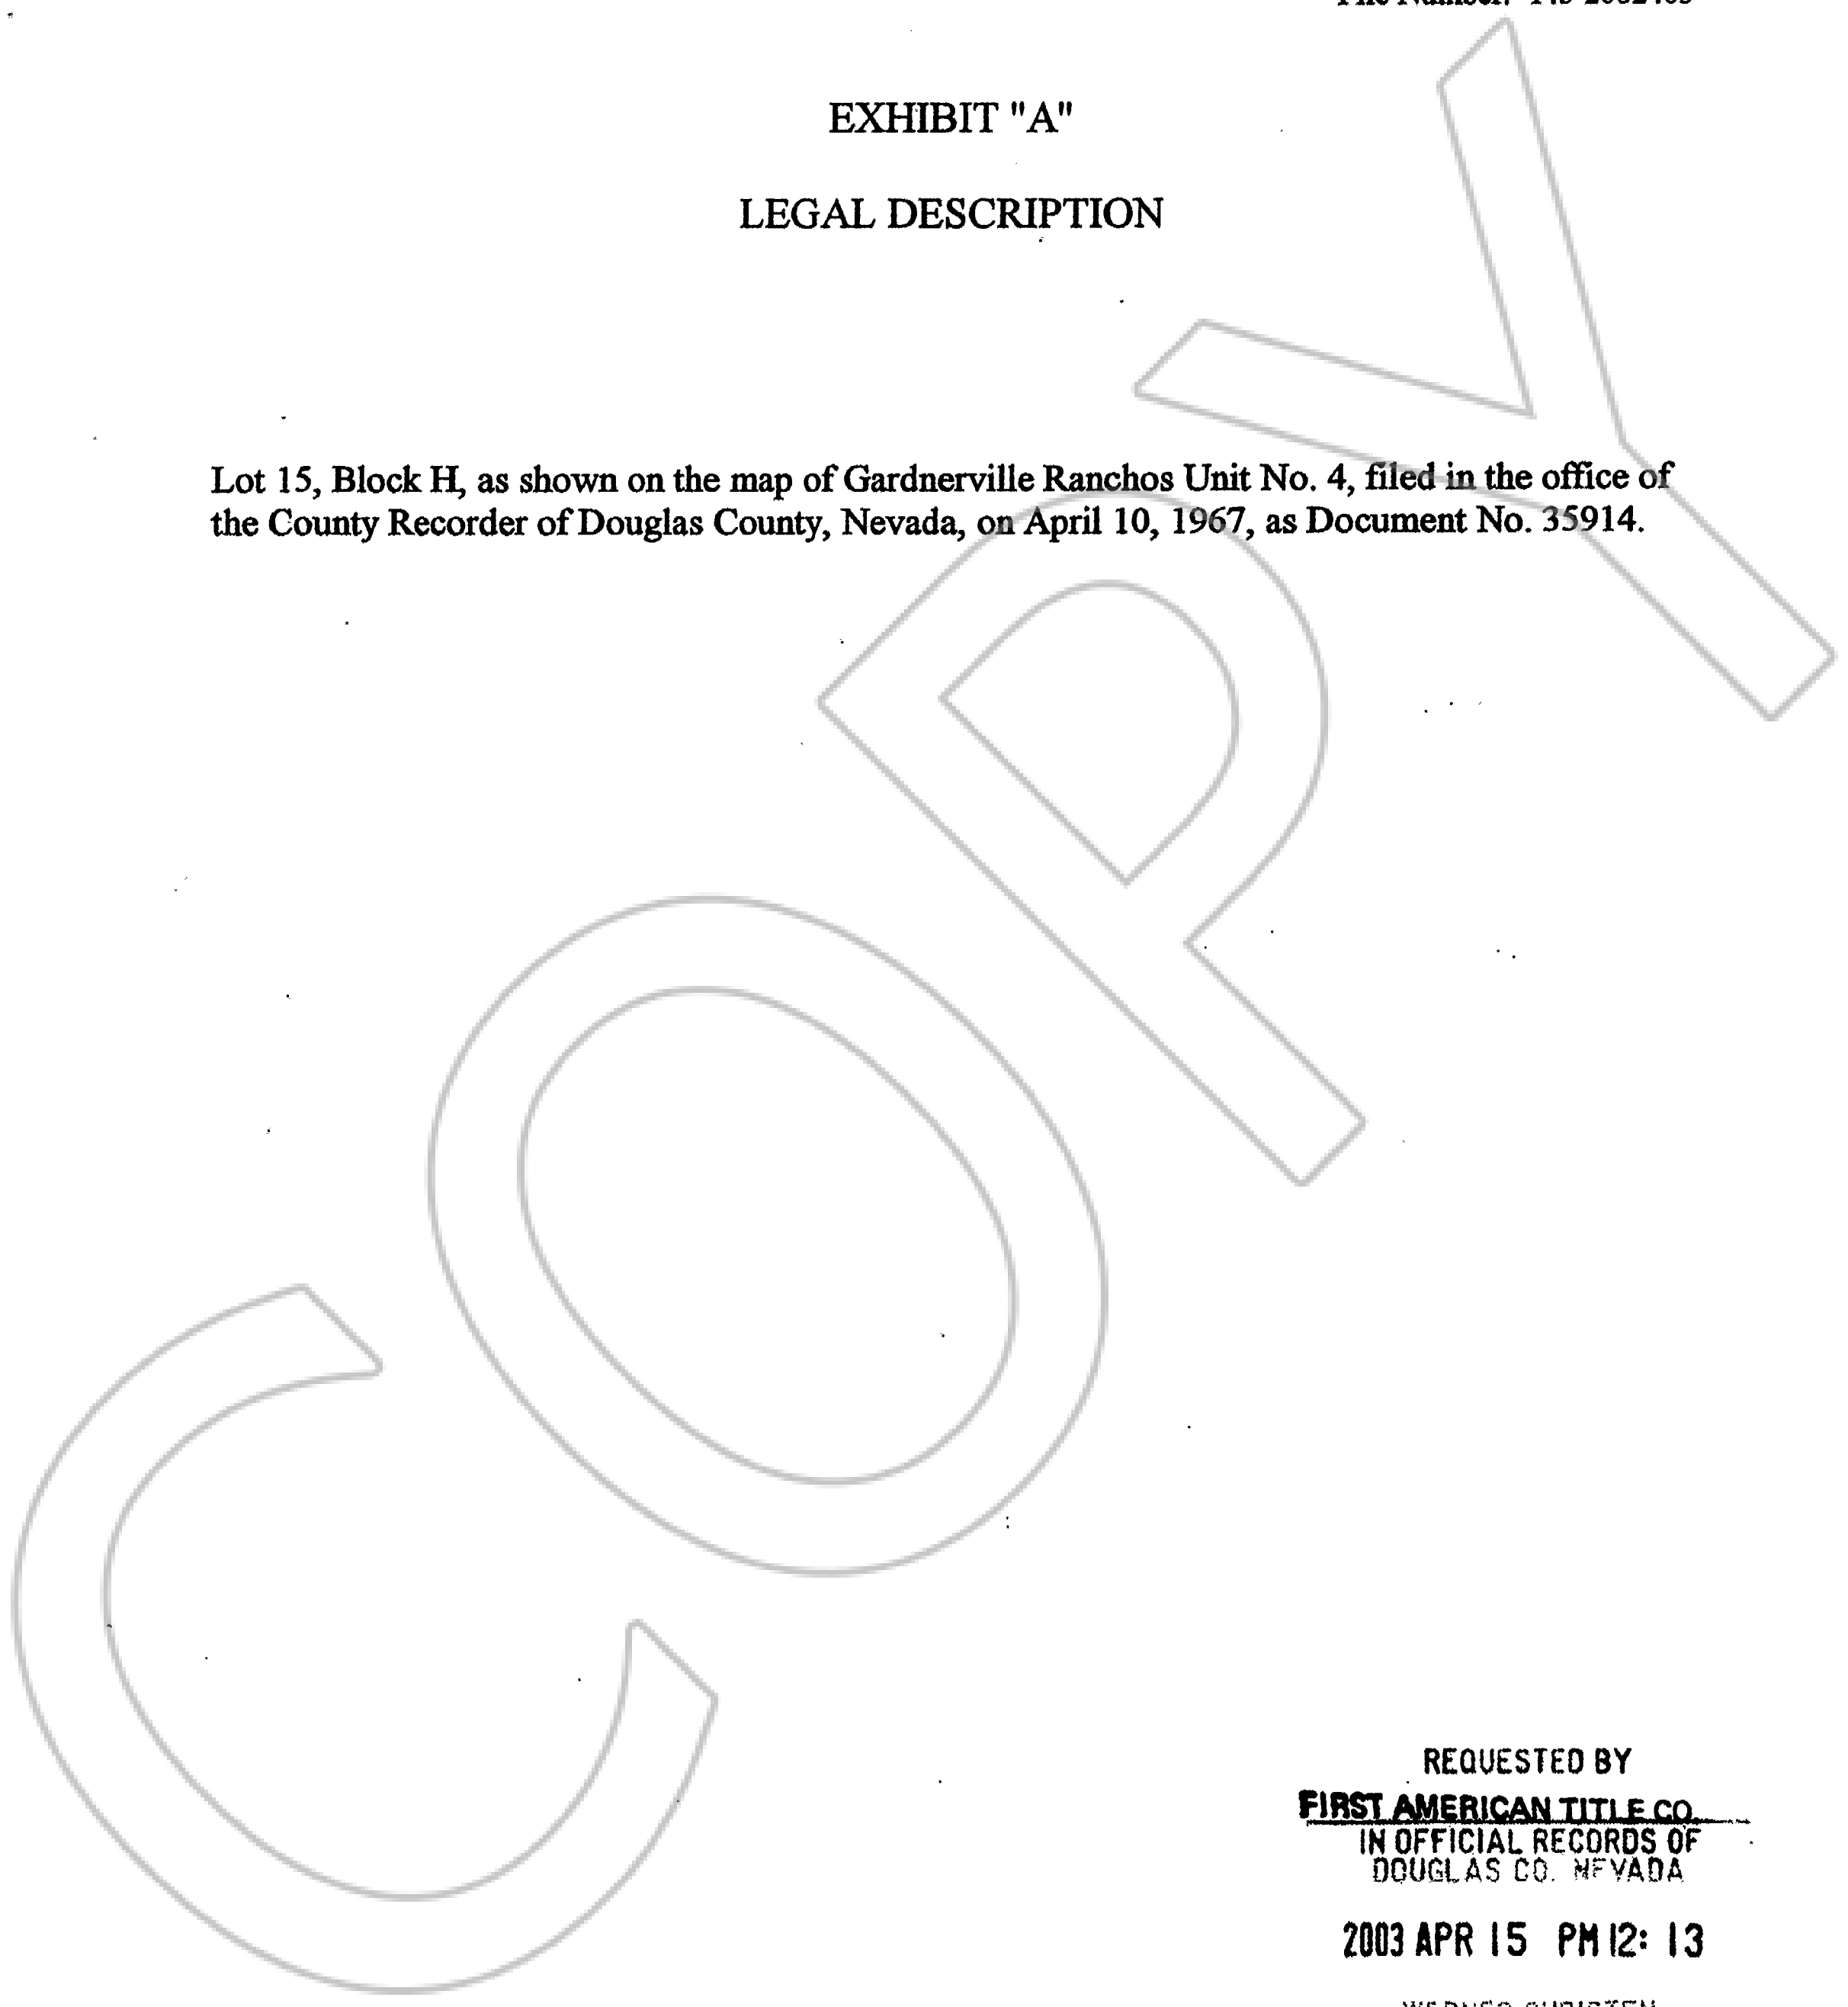 EXHIBIT "A"
LEGAL DESCRIPTION
Lot 15, Block H, as shown on the map of Gardnerville Ranchos Unit No. 4, filed in the office of
the County Recorder of Douglas County, Nevada, on April 10, 1967, as Document No. 35914.
COPY
REQUESTED BY
FIRST AMERICAN TITLE CO.
IN OFFICIAL RECORDS OF
DOUGLAS CO. NEVADA
2003 APR 15 PM 12: 13